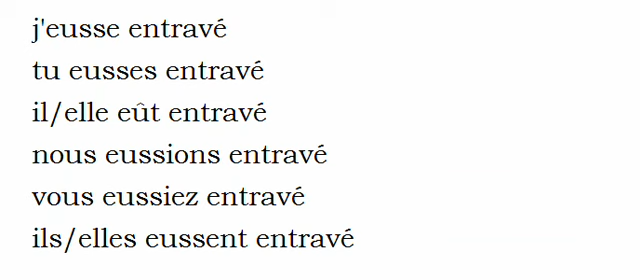 j'eusse entravé
tu eusses entravé
il/elle eût entravé
nous eussions entravé
vous eussiez entravé
ils/elles eussent entravé